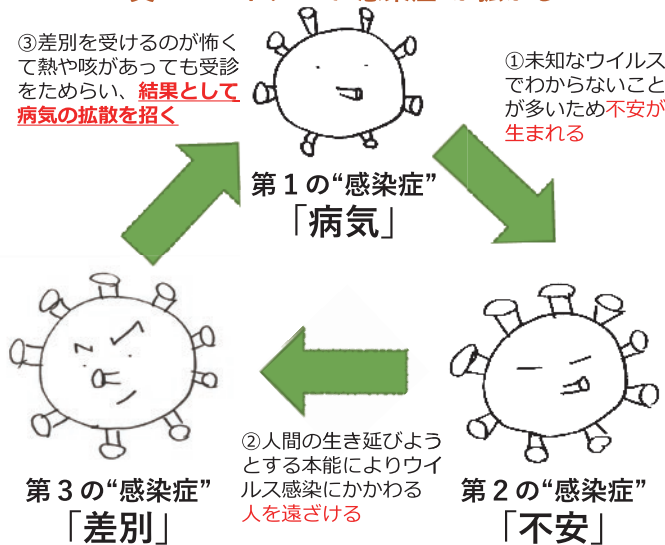 ③差別を受けるのが怖く
て熱や咳があっても受診
をためらい、結果として
病気の拡散を招く
①未知なウイルス
でわからないこと
が多いため不安が
生まれる
第１の“感染症”
「病気」
②人間の生き延びよう
とする本能によりウイ
ルス感染にかかわる
人を遠ざける
第３の“感染症”
「差別」
第２の“感染症”
「不安」